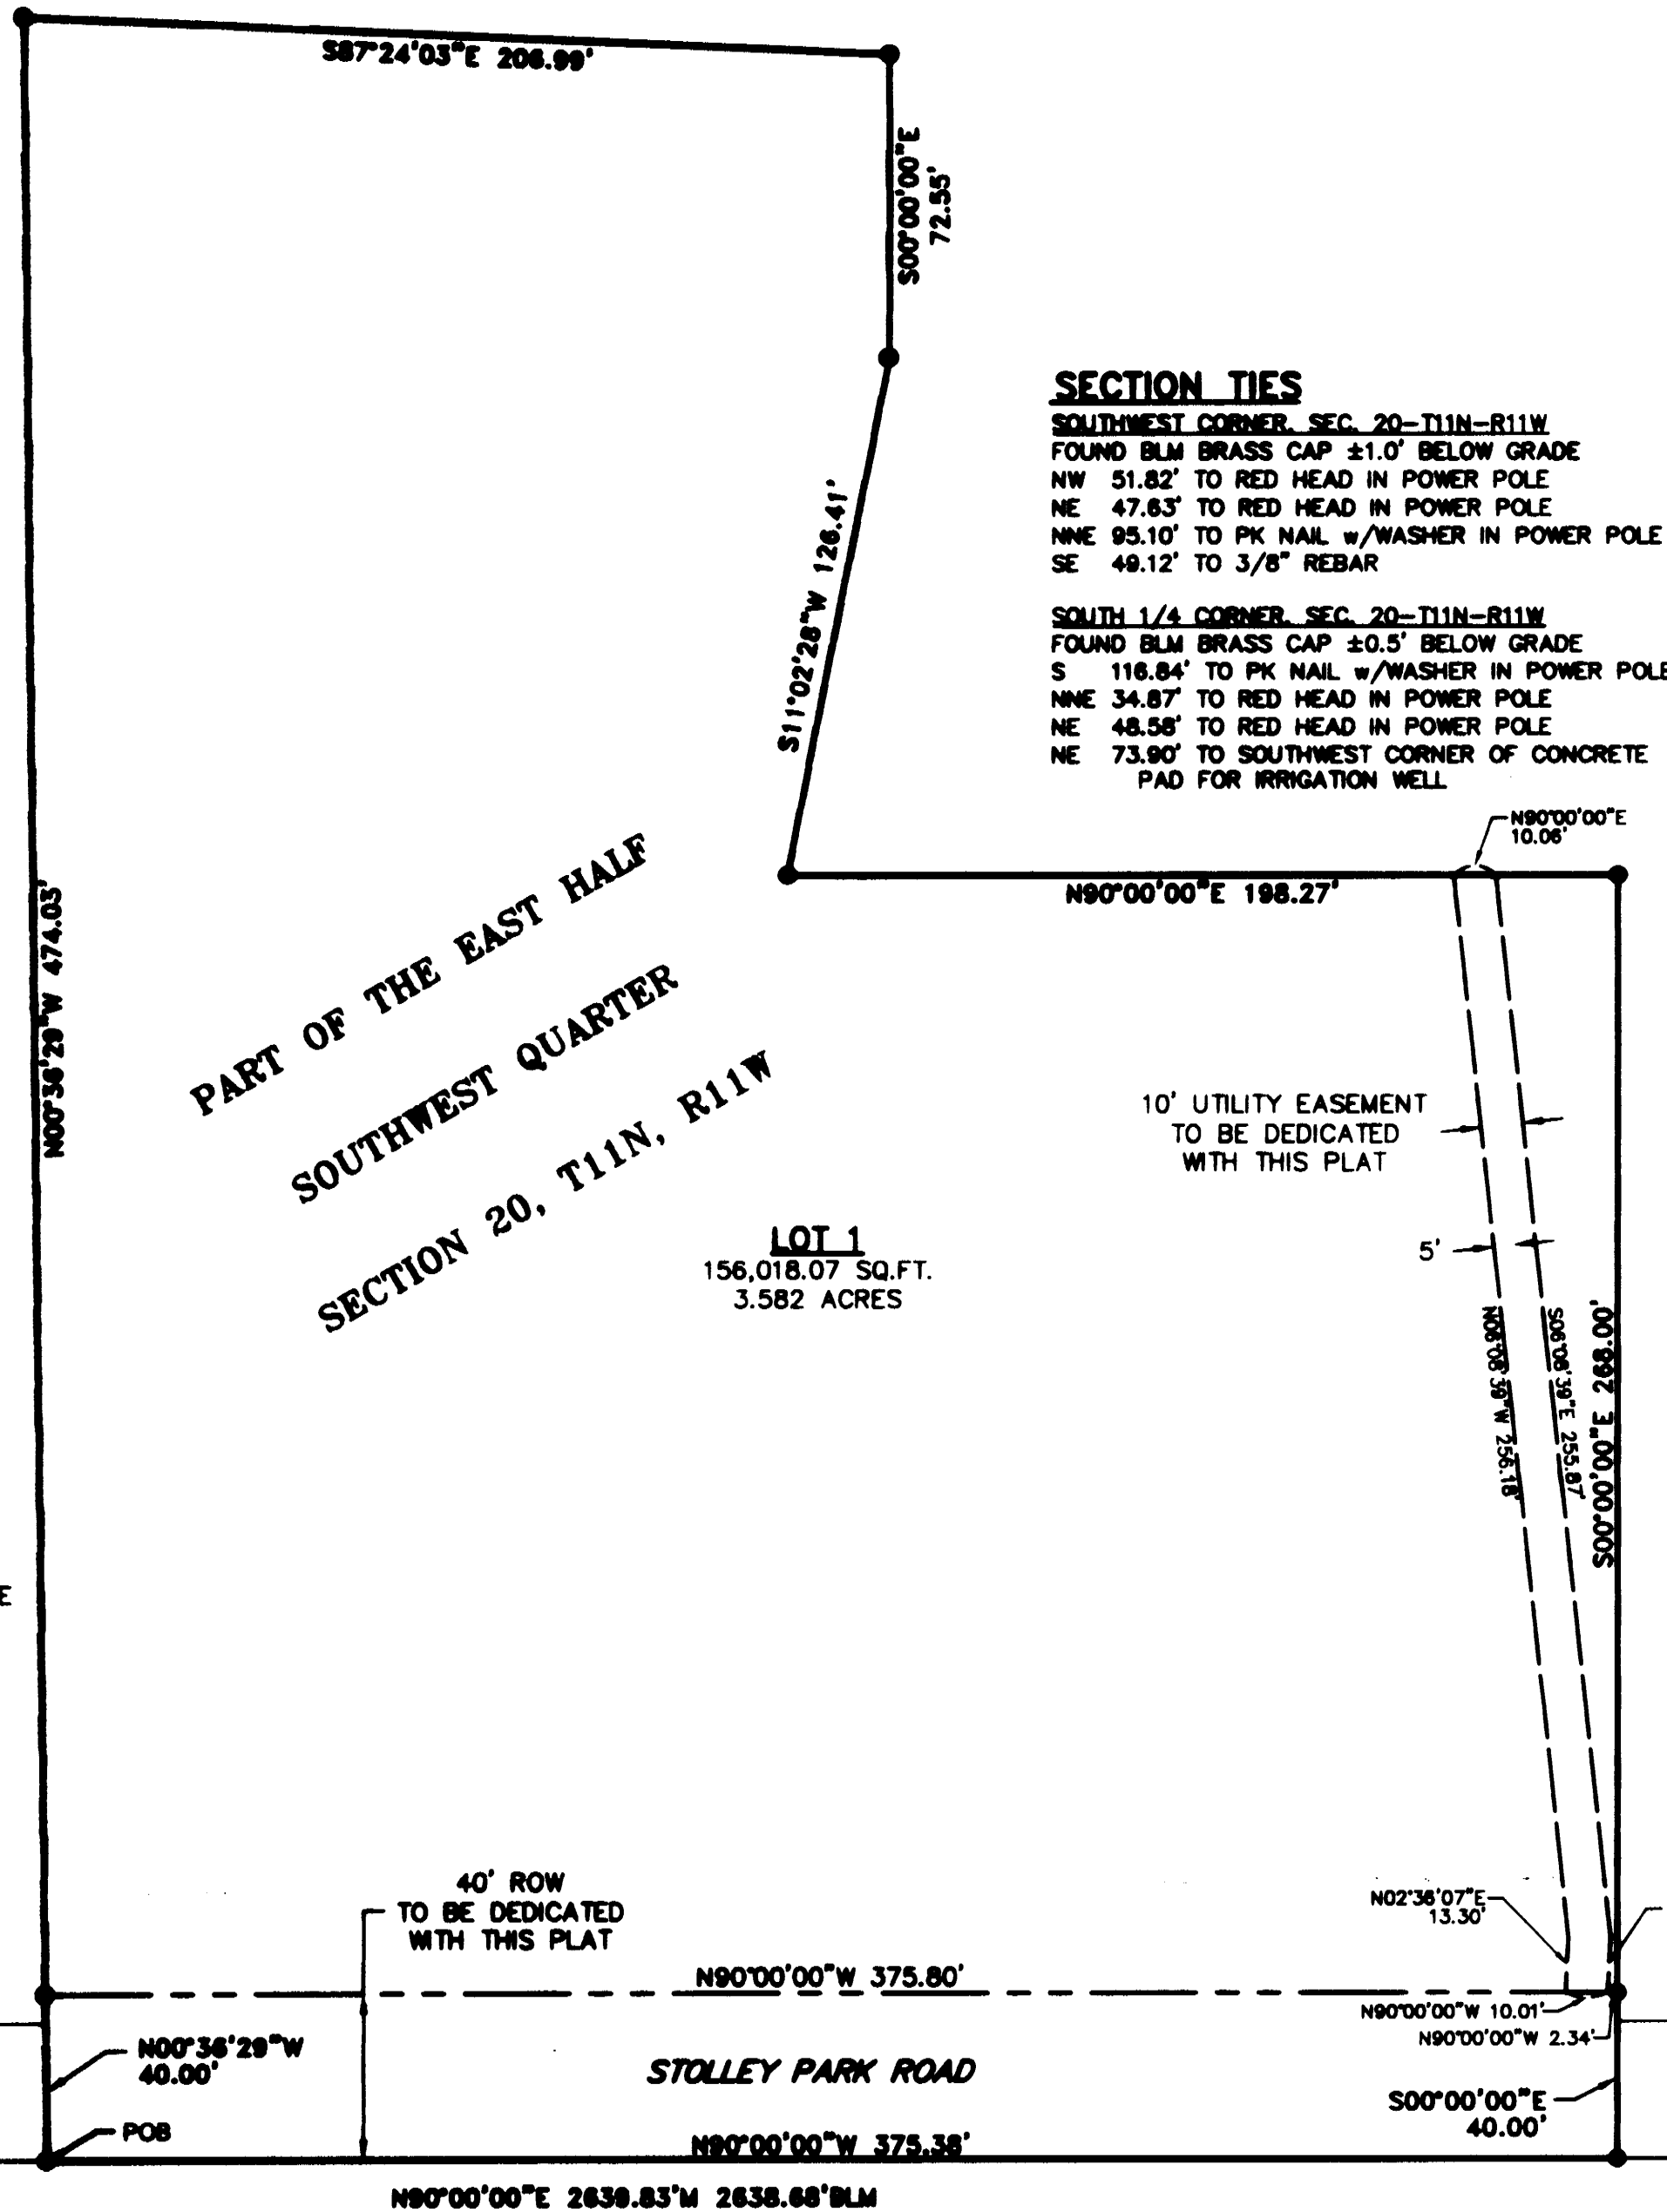 S87°24'03"E 206.99'
S00°00'00"E
72.55'
SECTION TIES
SOUTHWEST CORNER. SEC. 20-T11N-R11W
FOUND BLM BRASS CAP ±1.0' BELOW GRADE
NW 51.82' TO RED HEAD IN POWER POLE
NE 47.63' TO RED HEAD IN POWER POLE
NNE 95.10' TO PK NAIL w/WASHER IN POWER POLE
SE 49.12' TO 3/8" REBAR
SOUTH 1/4 CORNER. SEC. 20-T11N-R11W
FOUND BLM BRASS CAP ±0.5' BELOW GRADE
S 116.84' TO PK NAIL w/WASHER IN POWER POLE
NNE 34.87' TO RED HEAD IN POWER POLE
NE 48.58' TO RED HEAD IN POWER POLE
NE 73.90' TO SOUTHWEST CORNER OF CONCRETE
PAD FOR IRRIGATION WELL
S11°02'28"W 126.41'
N90°00'00"E
10.06'
N90°00'00"E 198.27'
N00°36'29"W 474.03'
PART OF THE EAST HALF
SOUTHWEST QUARTER
SECTION 20, T11N, R11W
10' UTILITY EASEMENT
TO BE DEDICATED
WITH THIS PLAT
LOT 1
156,018.07 SQ.FT.
3.582 ACRES
5'
N06°08'39"W 256.18'
S06°08'39"E 255.87'
S00°00'00"E 268.00'
E
40' ROW
TO BE DEDICATED
WITH THIS PLAT
N02°36'07"E
13.30'
N90°00'00"W 375.80'
N90°00'00"W 10.01'
N90°00'00"W 2.34'
N00°36'29"W
40.00'
STOLLEY PARK ROAD
S00°00'00"E
40.00'
POB
N90°00'00"W 375.38'
N90°00'00"E 2639.83'M 2638.68'BLM